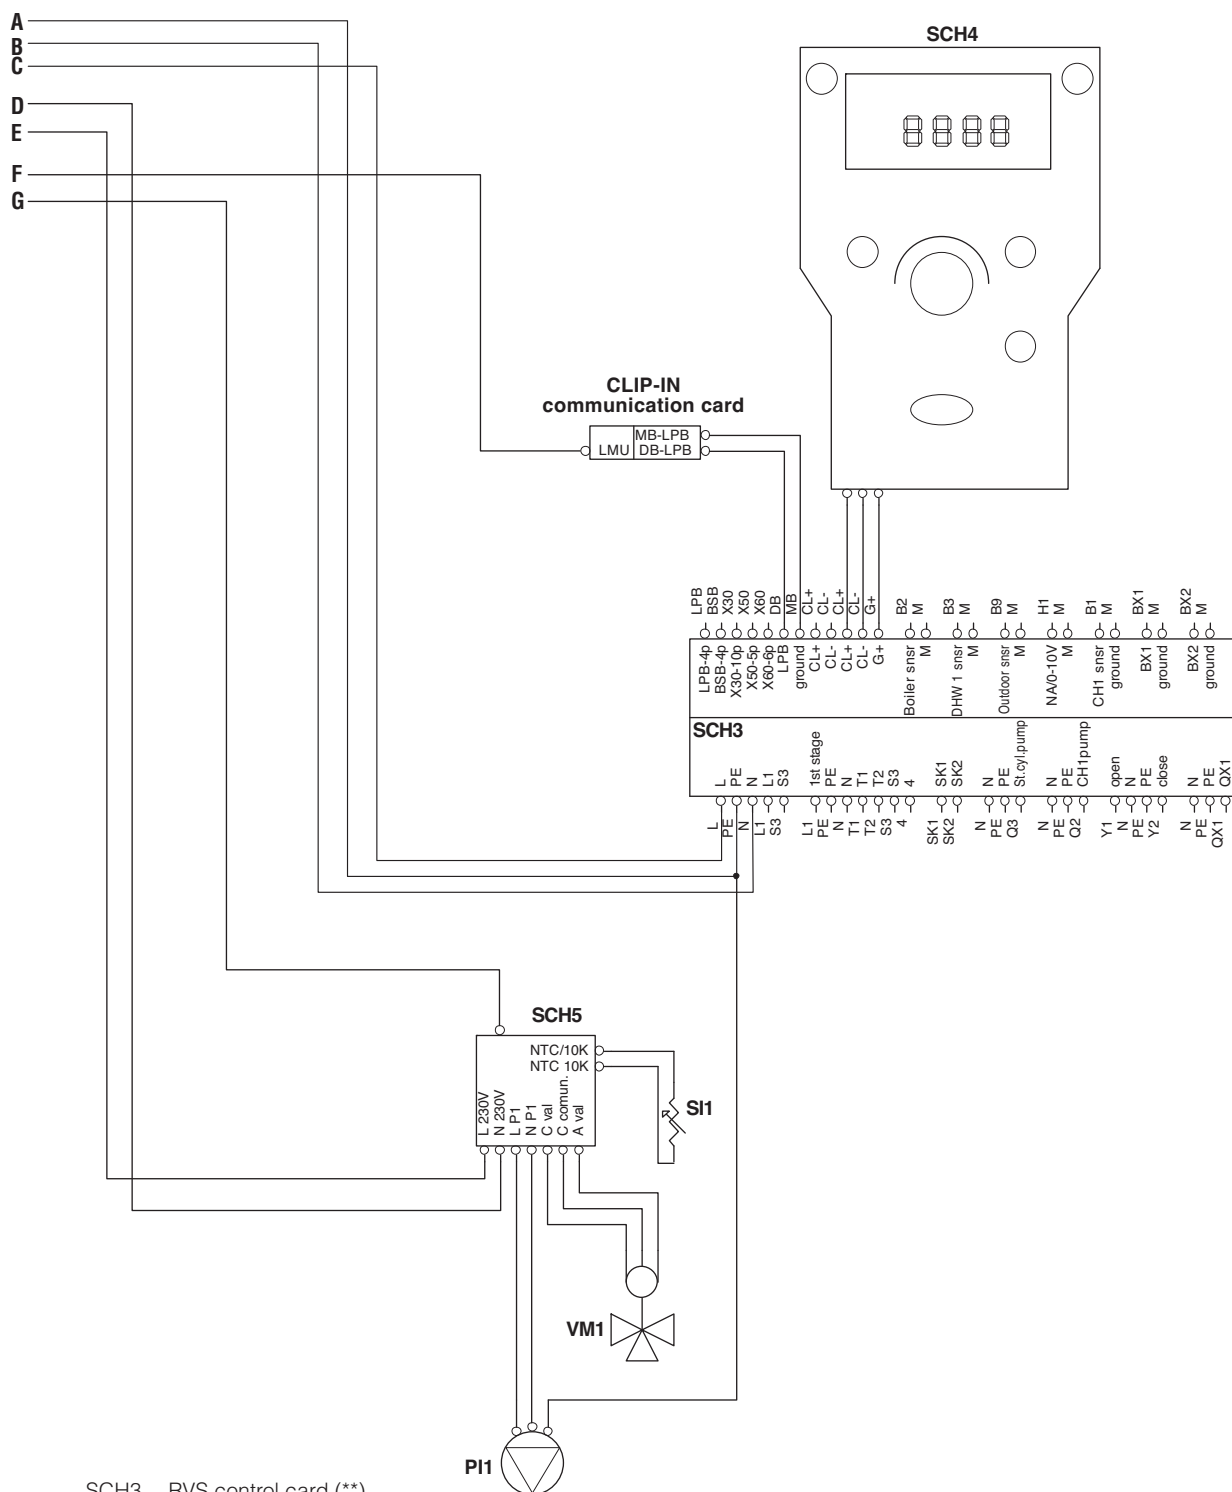 A
B
C
D
E
F
G
SCH4
CLIP-IN
communication card
LMU
MB-LPB
DB-LPB
LPB
BSB
X30
X50
X60
DB
MB
CL+
CL-
CL+
CL-
G+
B2
M
B3
M
B9
M
H1
M
B1
M
BX1
M
BX2
M
LPB-4p
BSB-4p
X30-10p
X50-5p
X60-6p
LPB
ground
CL+
CL-
CL+
CL-
G+
Boiler snsr
M
DHW 1 snsr
M
Outdoor snsr
M
NA/0-10V
M
CH1 snsr
ground
BX1
ground
BX2
ground
SCH3
L
PE
N
L1
S3
1st stage
PE
N
T1
T2
S3
4
SK1
SK2
N
PE
St.cyl.pump
N
PE
CH1pump
open
N
PE
close
N
PE
QX1
L
PE
N
L1
S3
L1
PE
N
T1
T2
S3
4
SK1
SK2
N
PE
Q3
N
PE
Q2
Y1
N
PE
Y2
N
PE
QX1
SCH5
NTC/10K
NTC 10K
L 230V
N 230V
L P1
N P1
C val
C comun.
A val
SI1
VM1
PI1
SCH3 RVS control card (**)